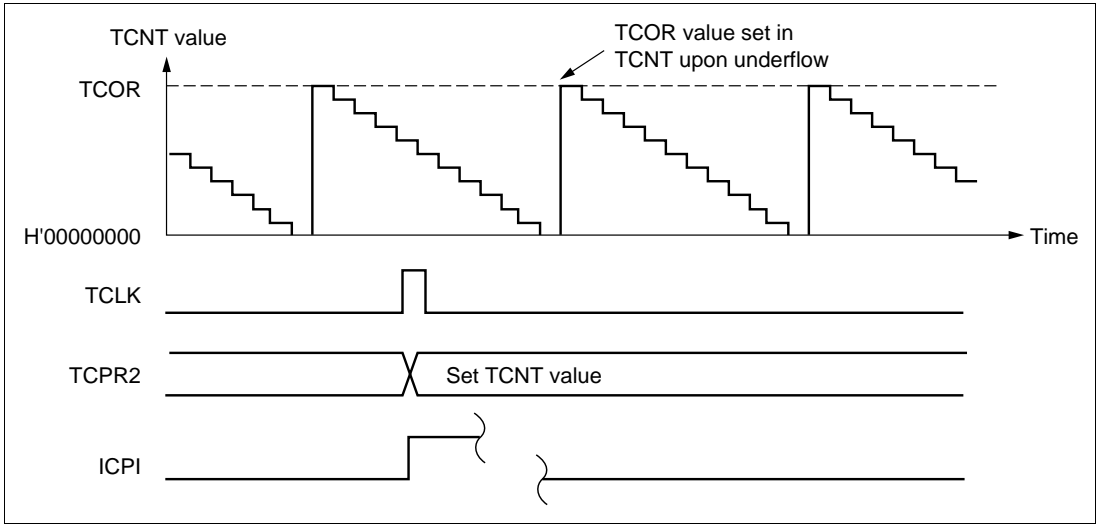 TCNT value
TCOR value set in
TCNT upon underflow
TCOR
H'00000000
Time
TCLK
TCPR2
Set TCNT value
ICPI